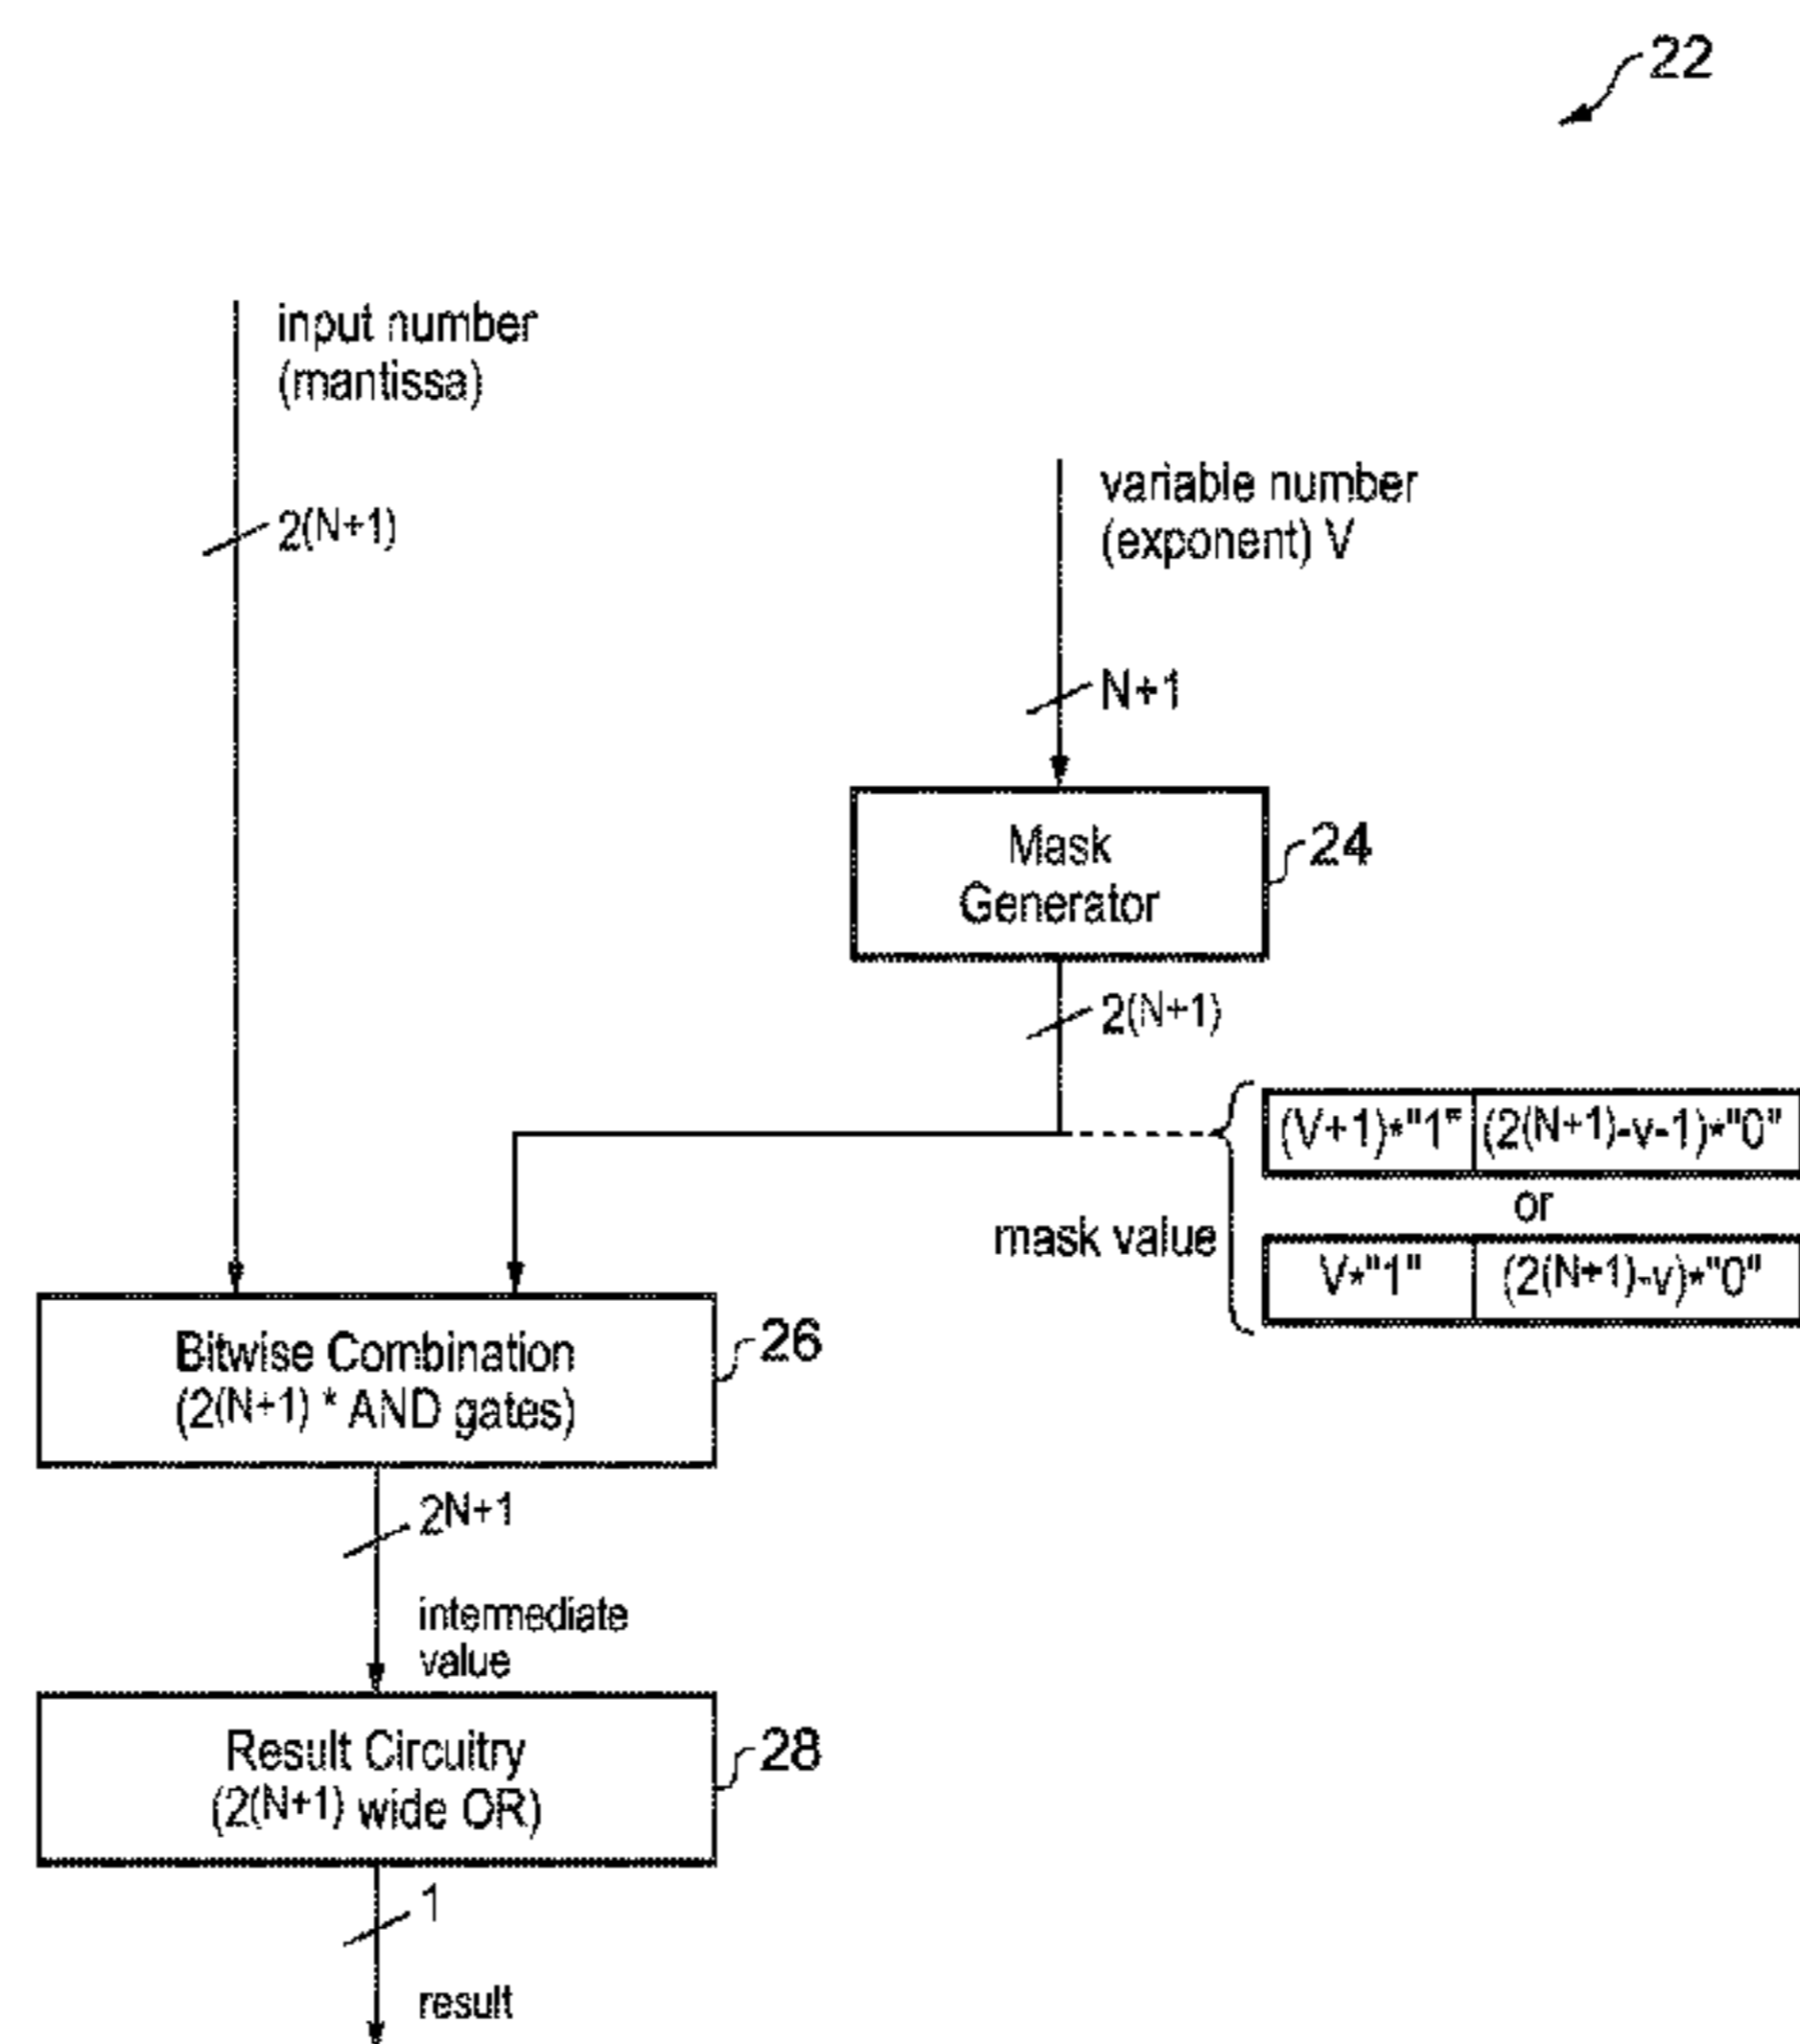 22
input number
(mantissa)
2(N+1)
variable number
(exponent) V
N+1
Mask
Generator
24
2(N+1)
(V+1)*"1" (2(N+1)-v-1)*"0"
or
mask value
V*"1" (2(N+1)-v)*"0"
Bitwise Combination
(2(N+1) * AND gates)
26
2N+1
intermediate
value
Result Circuitry
(2(N+1) wide OR)
28
1
result